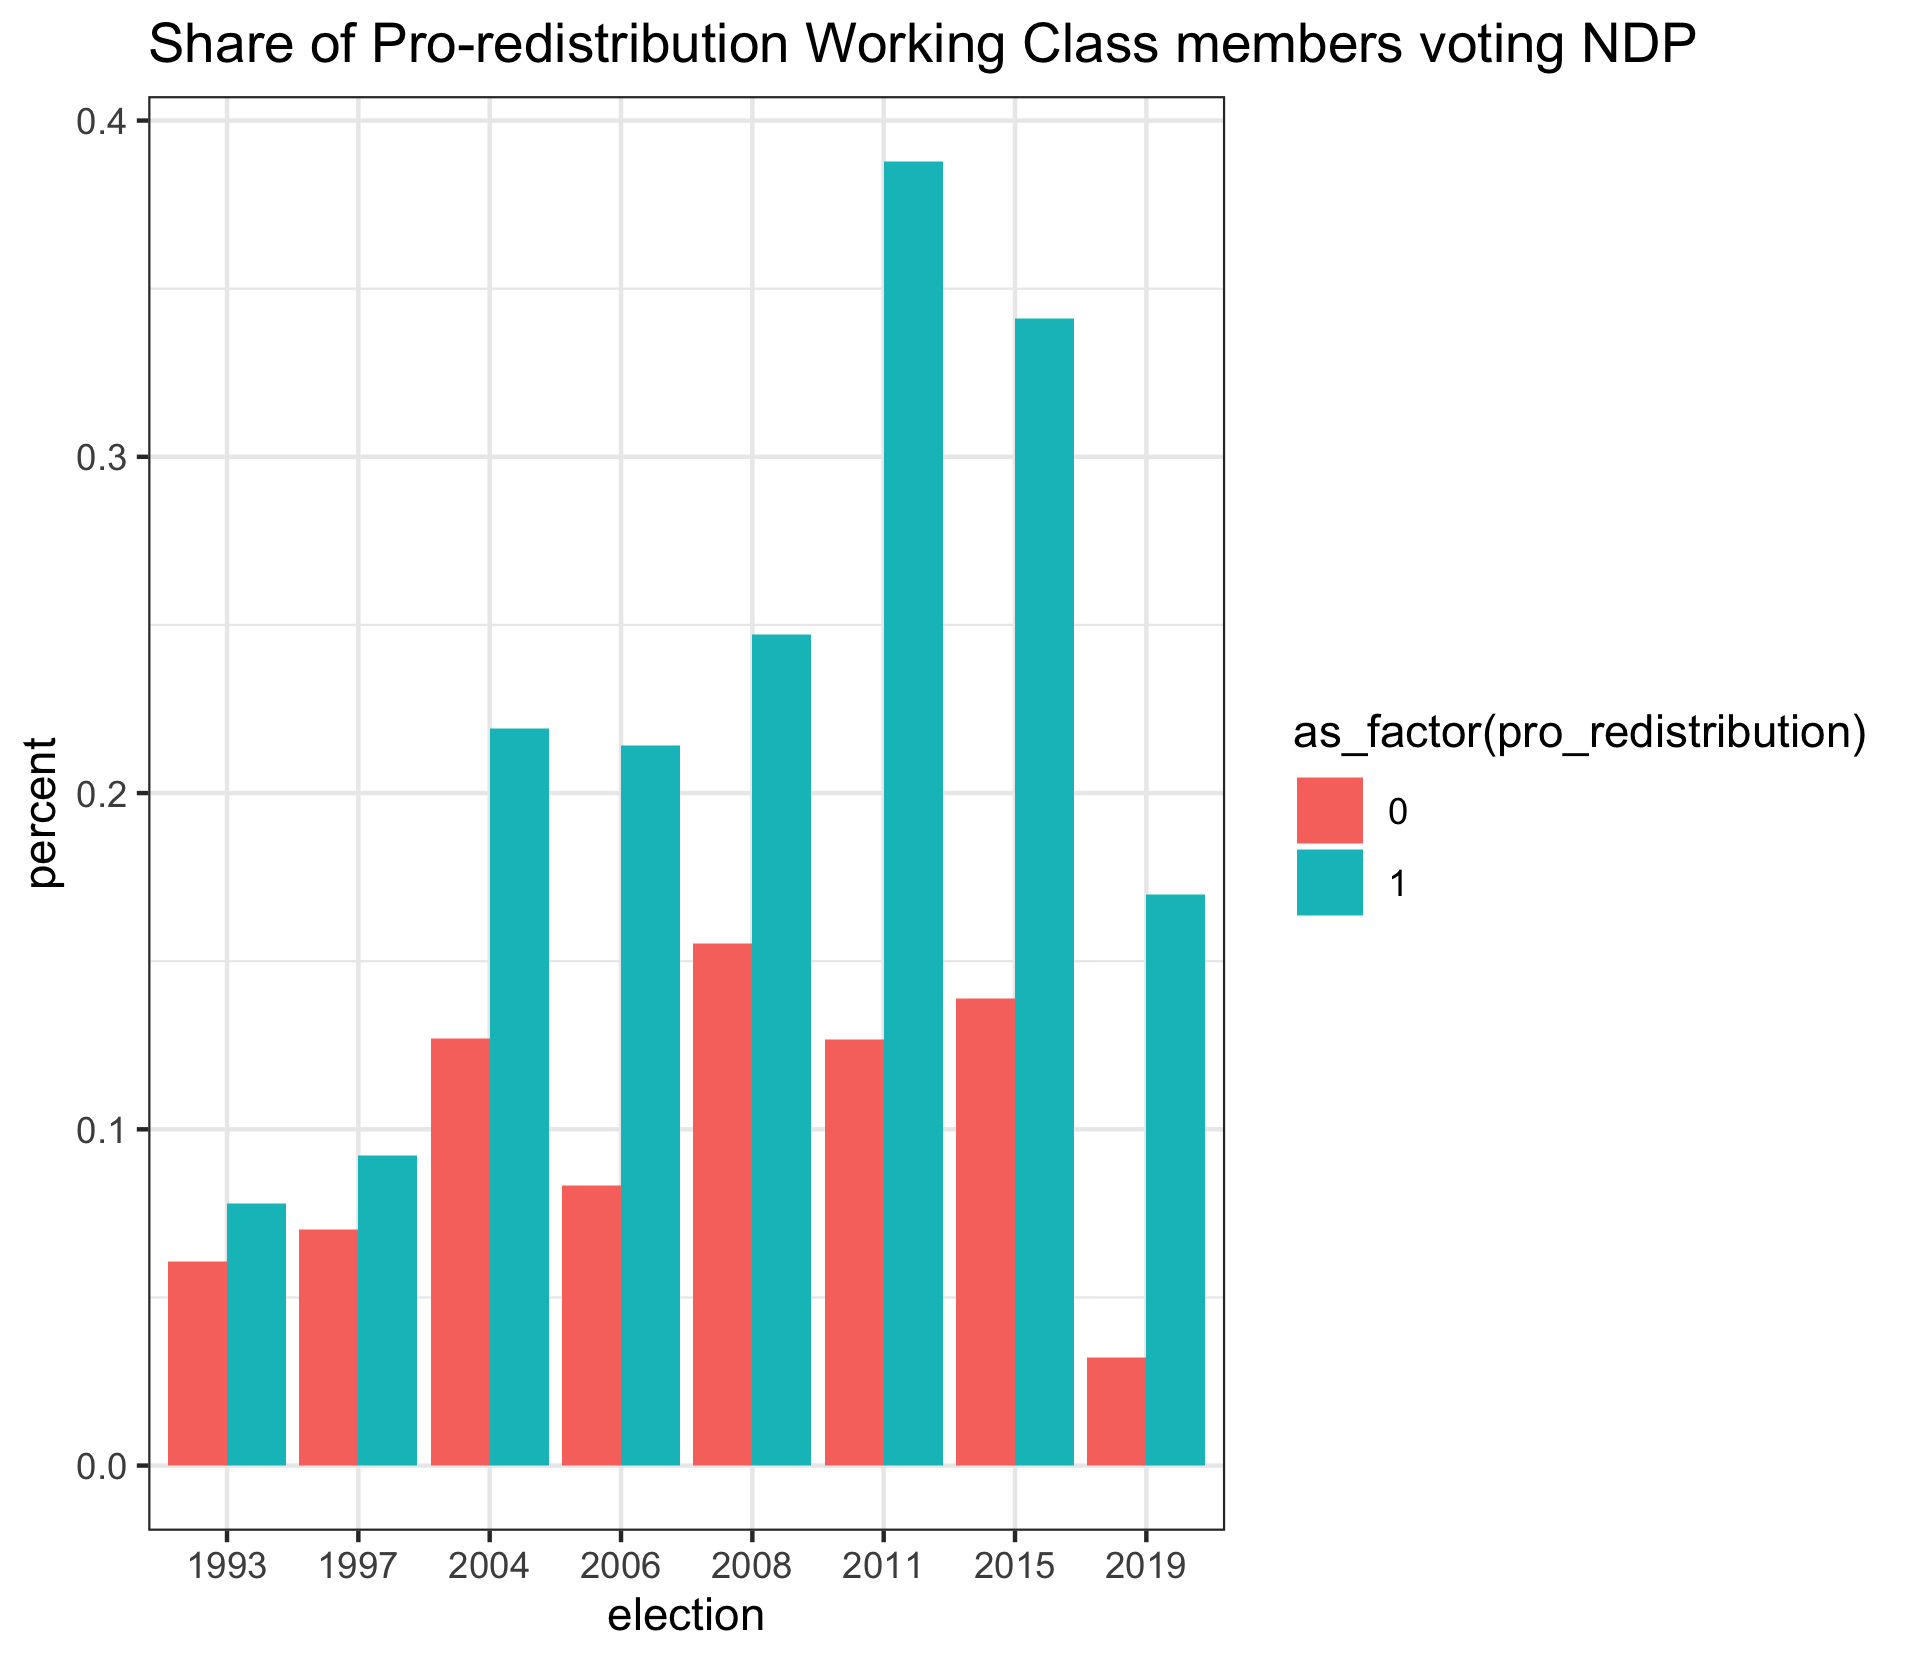 Share of Pro-redistribution Working Class members voting NDP
0.4
0.3
0.2
0.1
0.0
percent
1993 1997 2004 2006 2008 2011 2015 2019
election
as_factor(pro_redistribution)
0
1